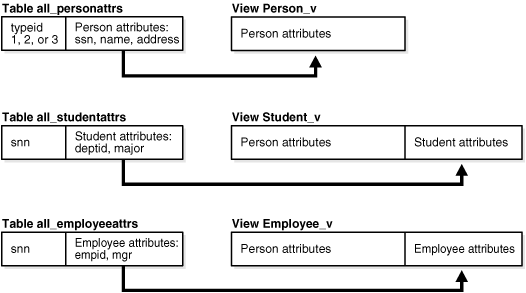 Table all_personattrs View Person_v
typeid Person attributes: Person attributes
1, 2, or 3 ssn, name, address
Table all_studentattrs View Student_v
snn Student attributes: Person attributes Student attributes
deptid, major
Table all_employeeattrs View Employee_v
snn Employee attributes: Person attributes Employee attributes
empid, mgr